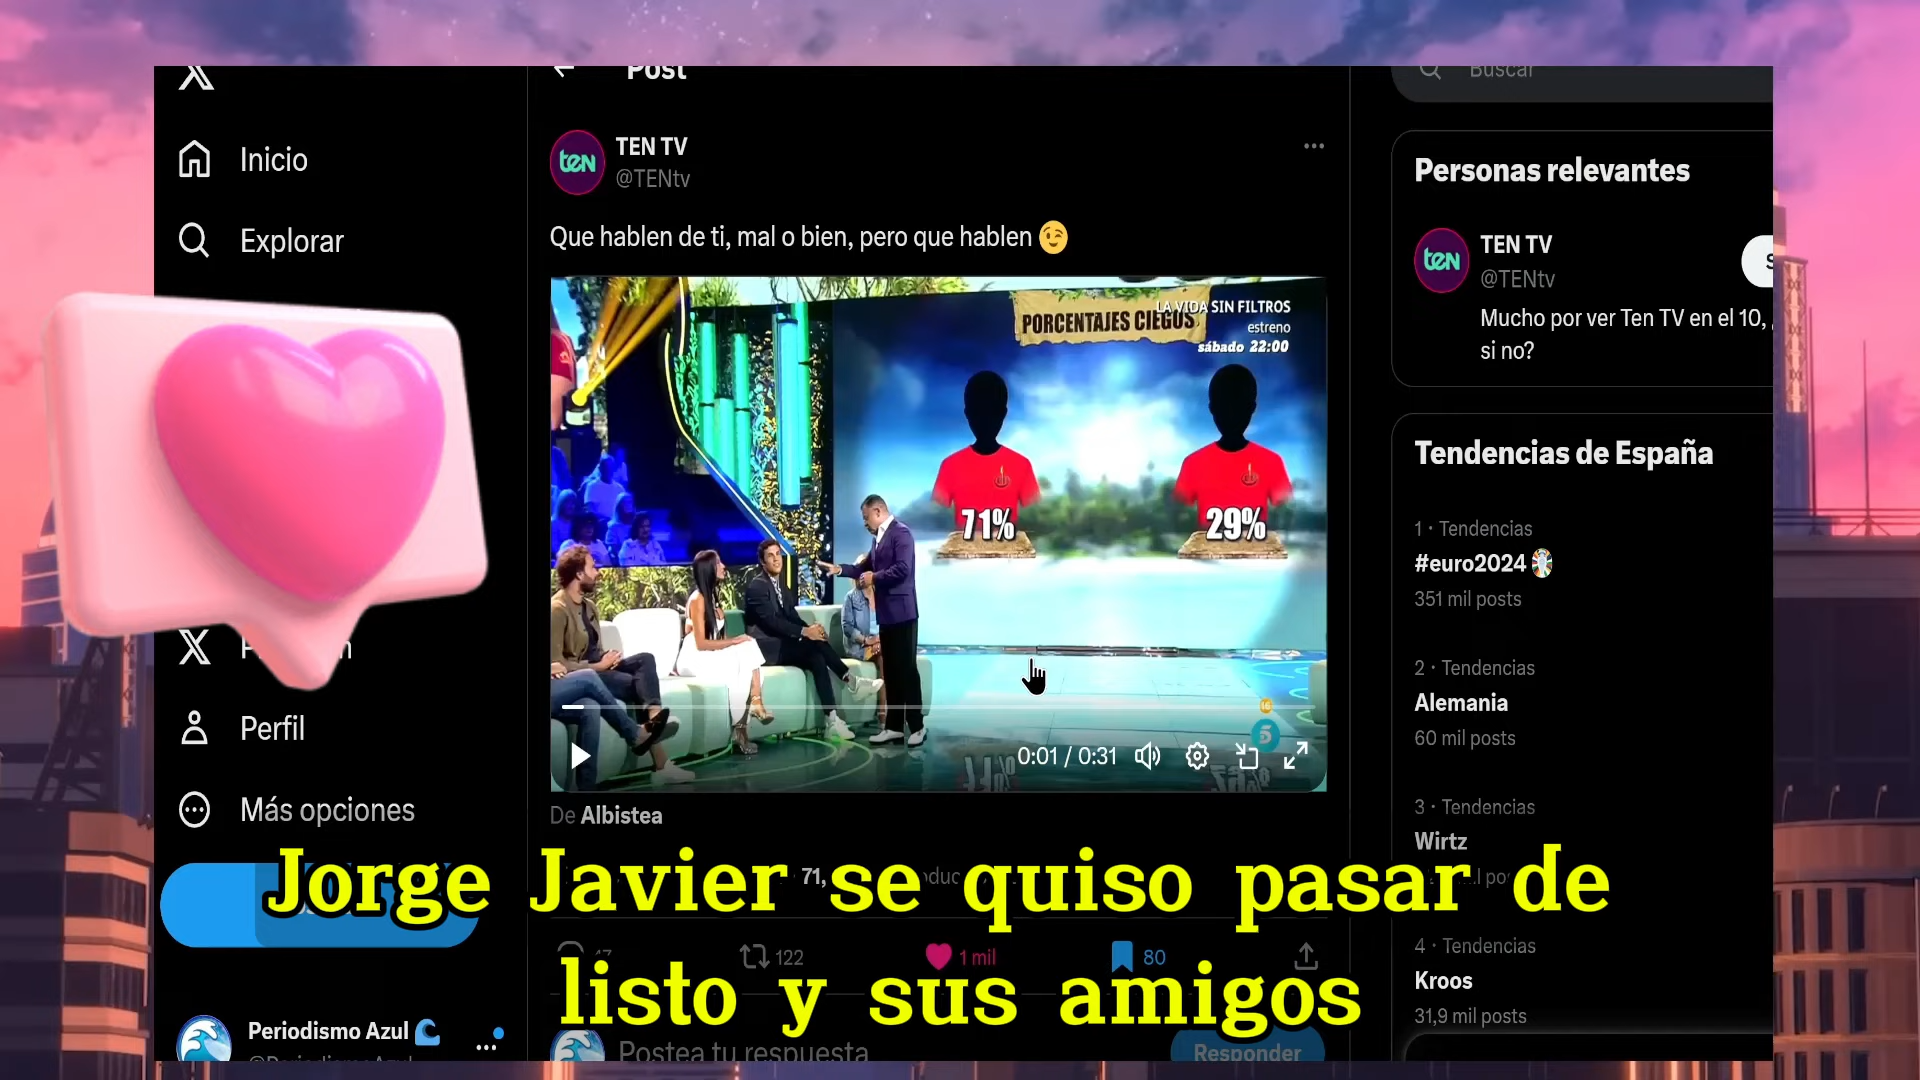 Post
Buscar
Inicio
Explorar
Perfil
Más opciones
Periodismo Azul
ten
TEN TV
@TENtv
Que hablen de ti, mal o bien, pero que hablen 😉
LA VIDA SIN FILTROS
estreno
sábado 22:00
PORCENTAJES CIEGOS
71%
29%
0:01 / 0:31
De Albistea
71,
122
1 mil
80
Postea tu respuesta
Responder
Personas relevantes
ten
TEN TV
@TENtv
Mucho por ver Ten TV en el 10,
si no?
Tendencias de España
1 · Tendencias
#euro2024
351 mil posts
2 · Tendencias
Alemania
60 mil posts
3 · Tendencias
Wirtz
4 · Tendencias
Kroos
31,9 mil posts
Jorge Javier se quiso pasar de
listo y sus amigos